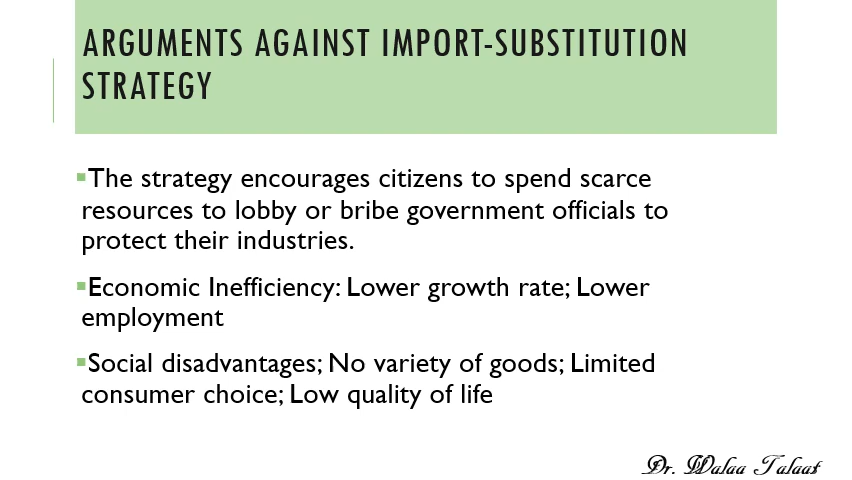 ARGUMENTS AGAINST IMPORT-SUBSTITUTION
STRATEGY
▪The strategy encourages citizens to spend scarce
resources to lobby or bribe government officials to
protect their industries.
▪Economic Inefficiency: Lower growth rate; Lower
employment
▪Social disadvantages; No variety of goods; Limited
consumer choice; Low quality of life
Dr. Walaa Talaat